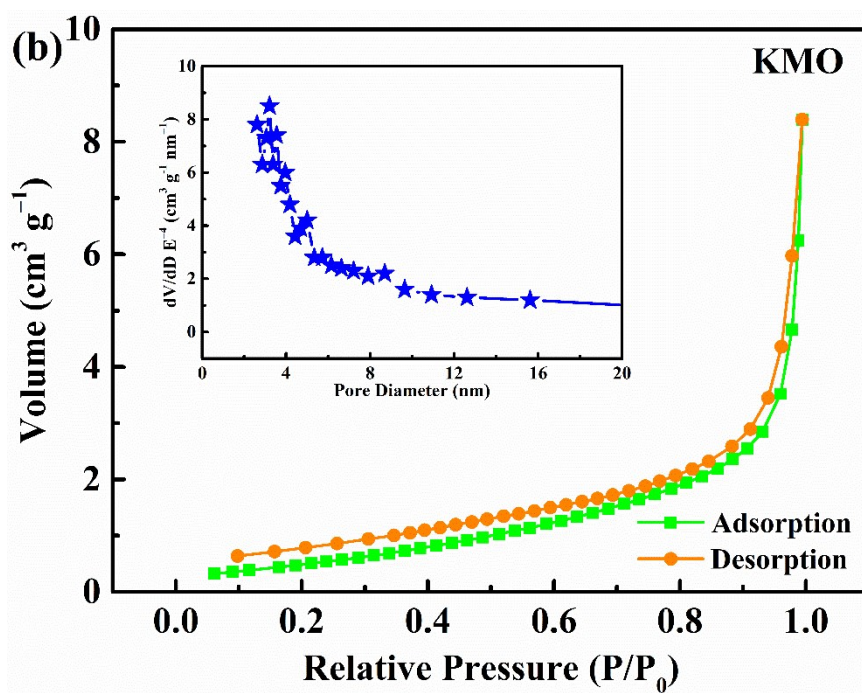 (b)
KMO
10
8
6
4
2
0
Volume (cm³ g⁻¹)
0.0 0.2 0.4 0.6 0.8 1.0
Relative Pressure (P/P₀)
Adsorption
Desorption
10
8
6
4
2
0
dV/dD E⁻⁴ (cm³ g⁻¹ nm⁻¹)
0 4 8 12 16 20
Pore Diameter (nm)